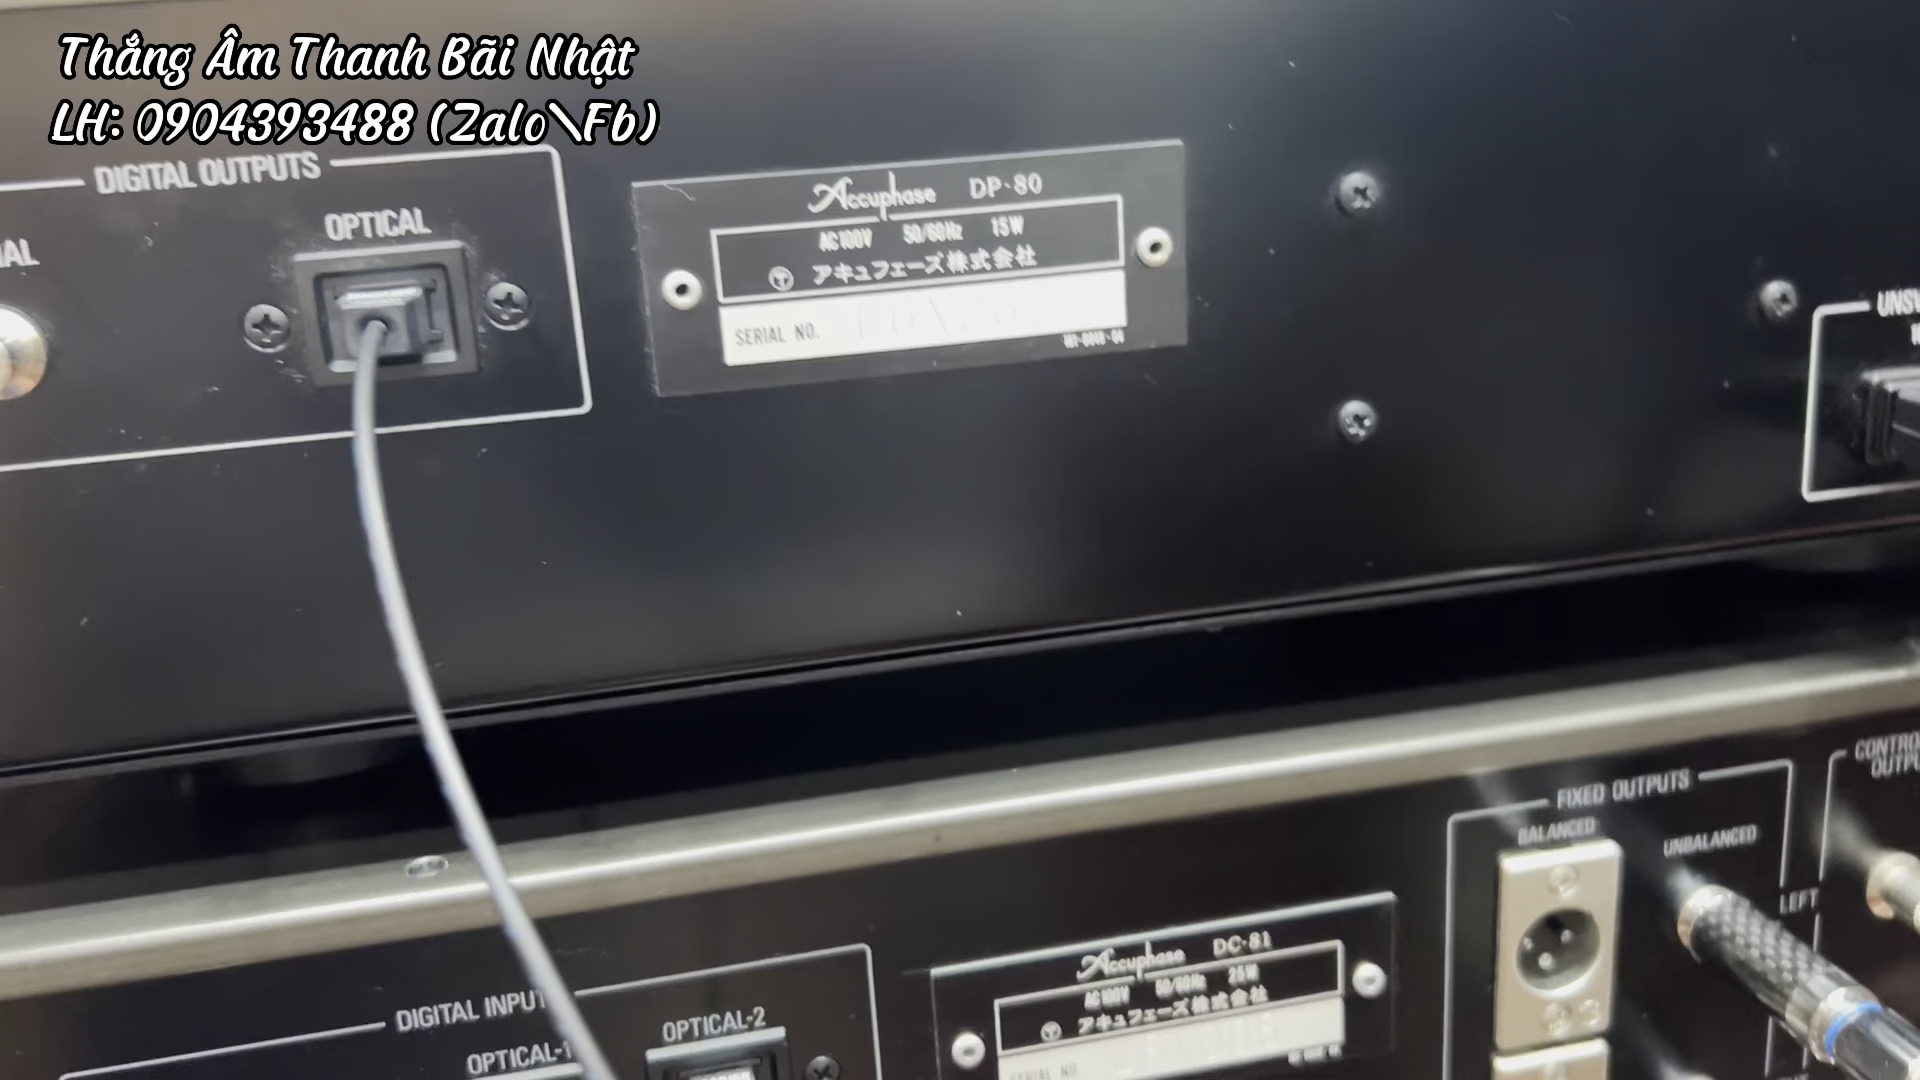 Thắng Âm Thanh Bãi Nhật
LH: 0904393488 (Zalo\Fb)
DIGITAL OUTPUTS
OPTICAL
Accuphase DP-80
AC100V 50/60Hz 15W
アキュフェーズ株式会社
SERIAL NO.
FIXED OUTPUTS
BALANCED
UNBALANCED
LEFT
Accuphase DC-81
AC100V 50/60Hz 25W
アキュフェーズ株式会社
SERIAL NO.
DIGITAL INPUT
OPTICAL-1
OPTICAL-2